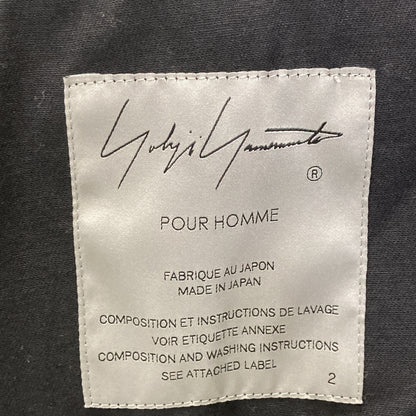 Yohji Yamamoto
®
POUR HOMME
FABRIQUE AU JAPON
MADE IN JAPAN
COMPOSITION ET INSTRUCTIONS DE LAVAGE
VOIR ETIQUETTE ANNEXE
COMPOSITION AND WASHING INSTRUCTIONS
SEE ATTACHED LABEL
2